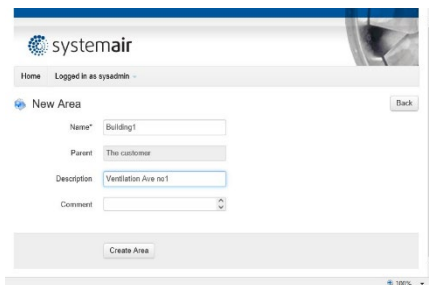 systemair
Home Logged in as sysadmin
New Area Back
Name* Building1
Parent The customer
Description Ventilation Ave no1
Comment
Create Area
100%